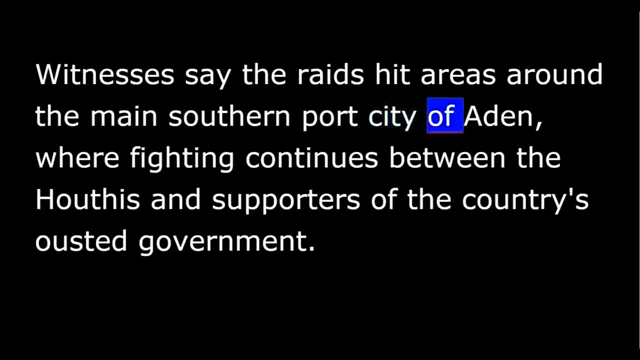 Witnesses say the raids hit areas around
the main southern port city of Aden,
where fighting continues between the
Houthis and supporters of the country's
ousted government.